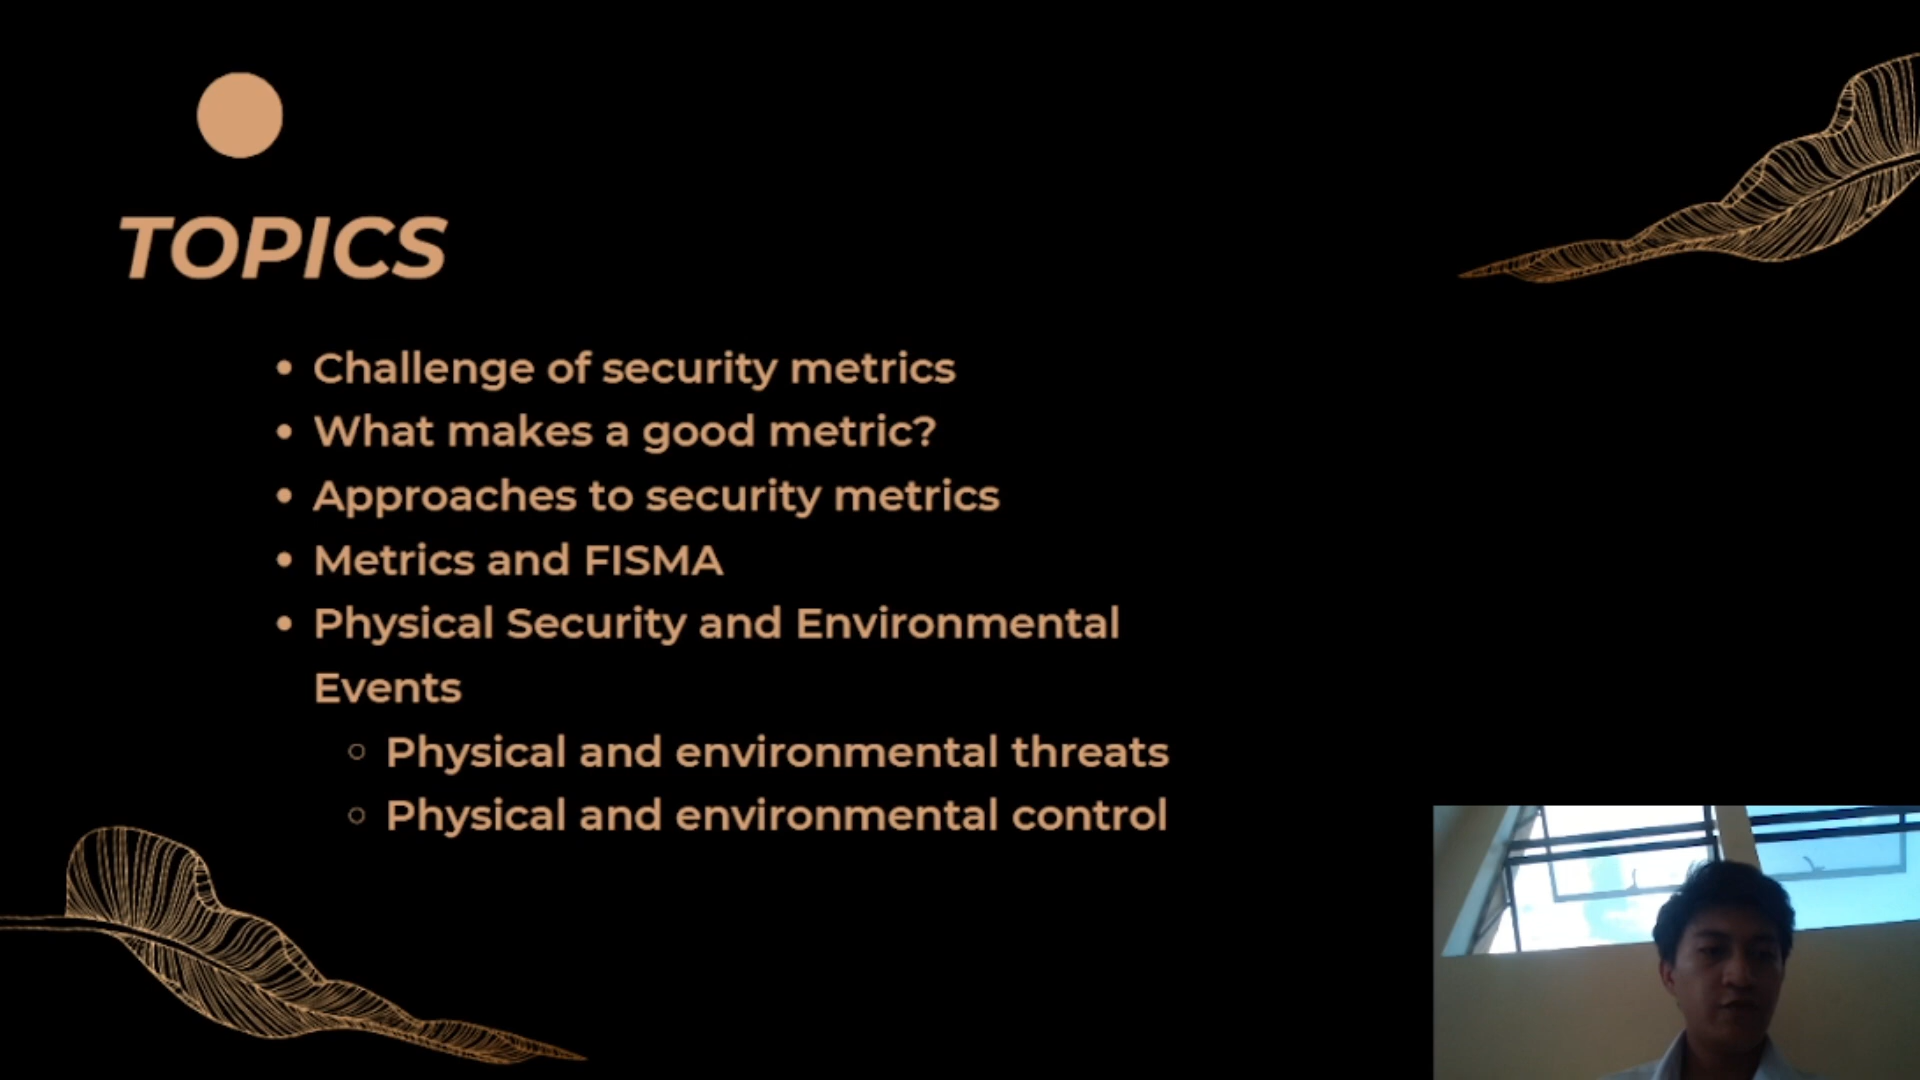 TOPICS
• Challenge of security metrics
• What makes a good metric?
• Approaches to security metrics
• Metrics and FISMA
• Physical Security and Environmental
Events
○ Physical and environmental threats
○ Physical and environmental control